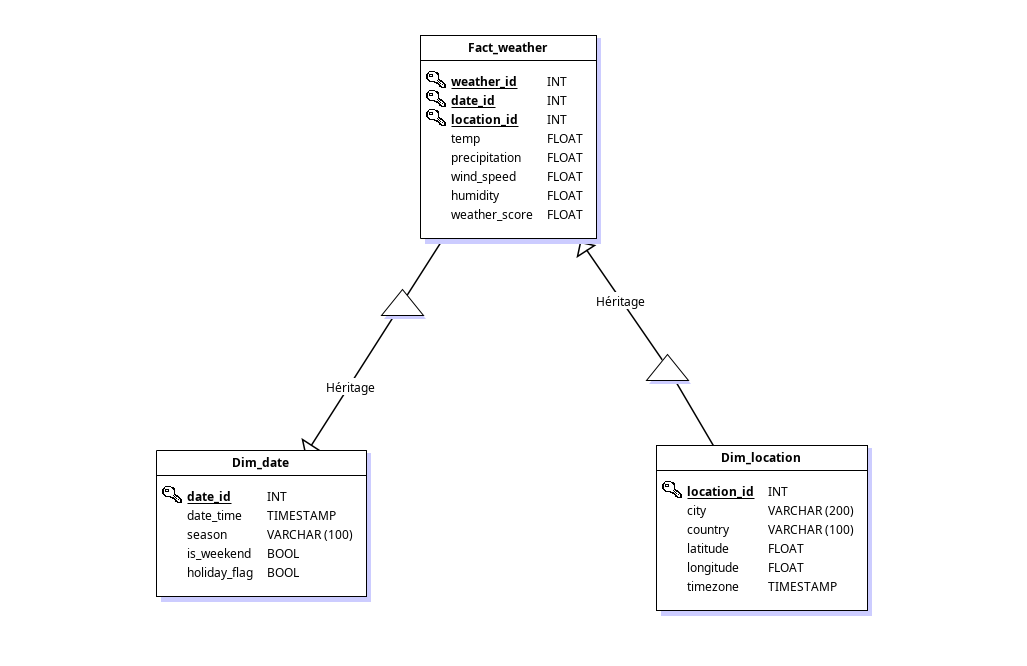 Fact_weather
weather_id INT
date_id INT
location_id INT
temp FLOAT
precipitation FLOAT
wind_speed FLOAT
humidity FLOAT
weather_score FLOAT
Héritage
Héritage
Dim_date
date_id INT
date_time TIMESTAMP
season VARCHAR (100)
is_weekend BOOL
holiday_flag BOOL
Dim_location
location_id INT
city VARCHAR (200)
country VARCHAR (100)
latitude FLOAT
longitude FLOAT
timezone TIMESTAMP